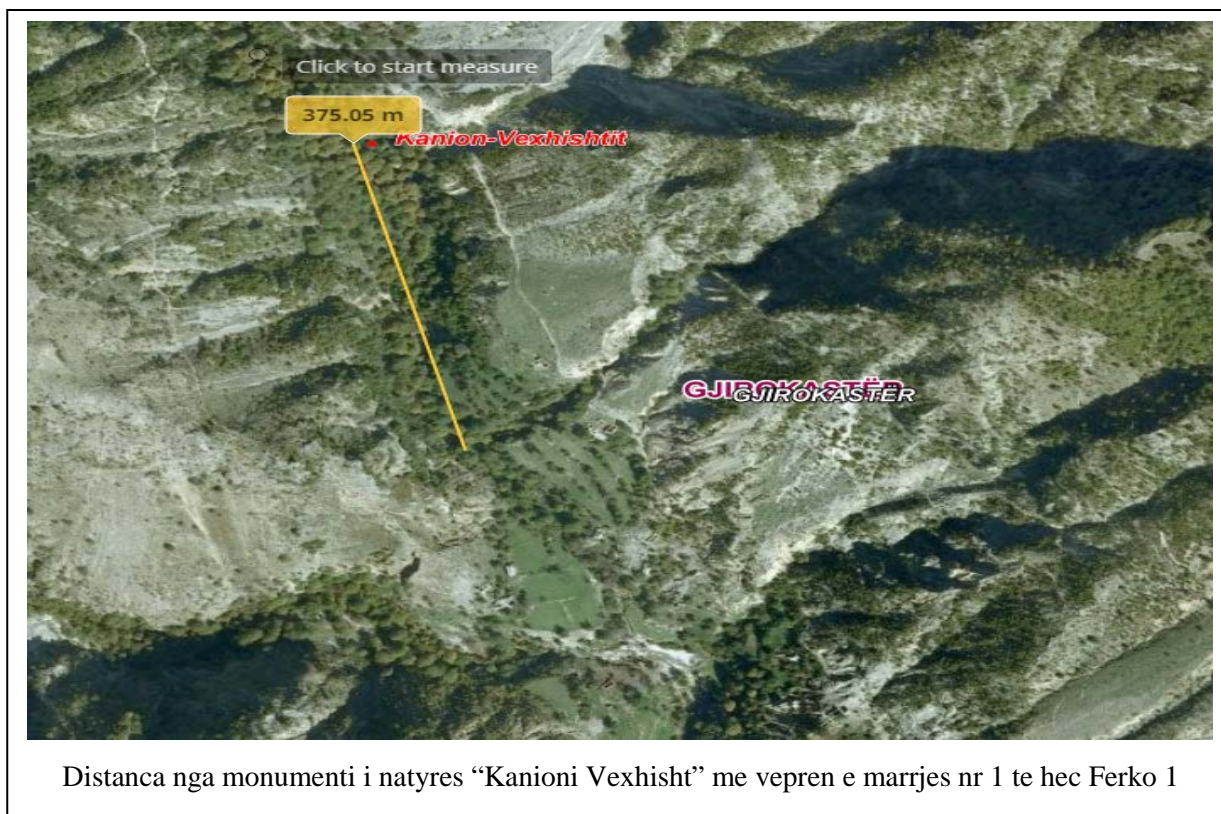 Click to start measure
375.05 m
Kanion-Vexhishtit
GJIROKASTËR
GJIROKASTËR
Distanca nga monumenti i natyres “Kanioni Vexhisht” me vepren e marrjes nr 1 te hec Ferko 1